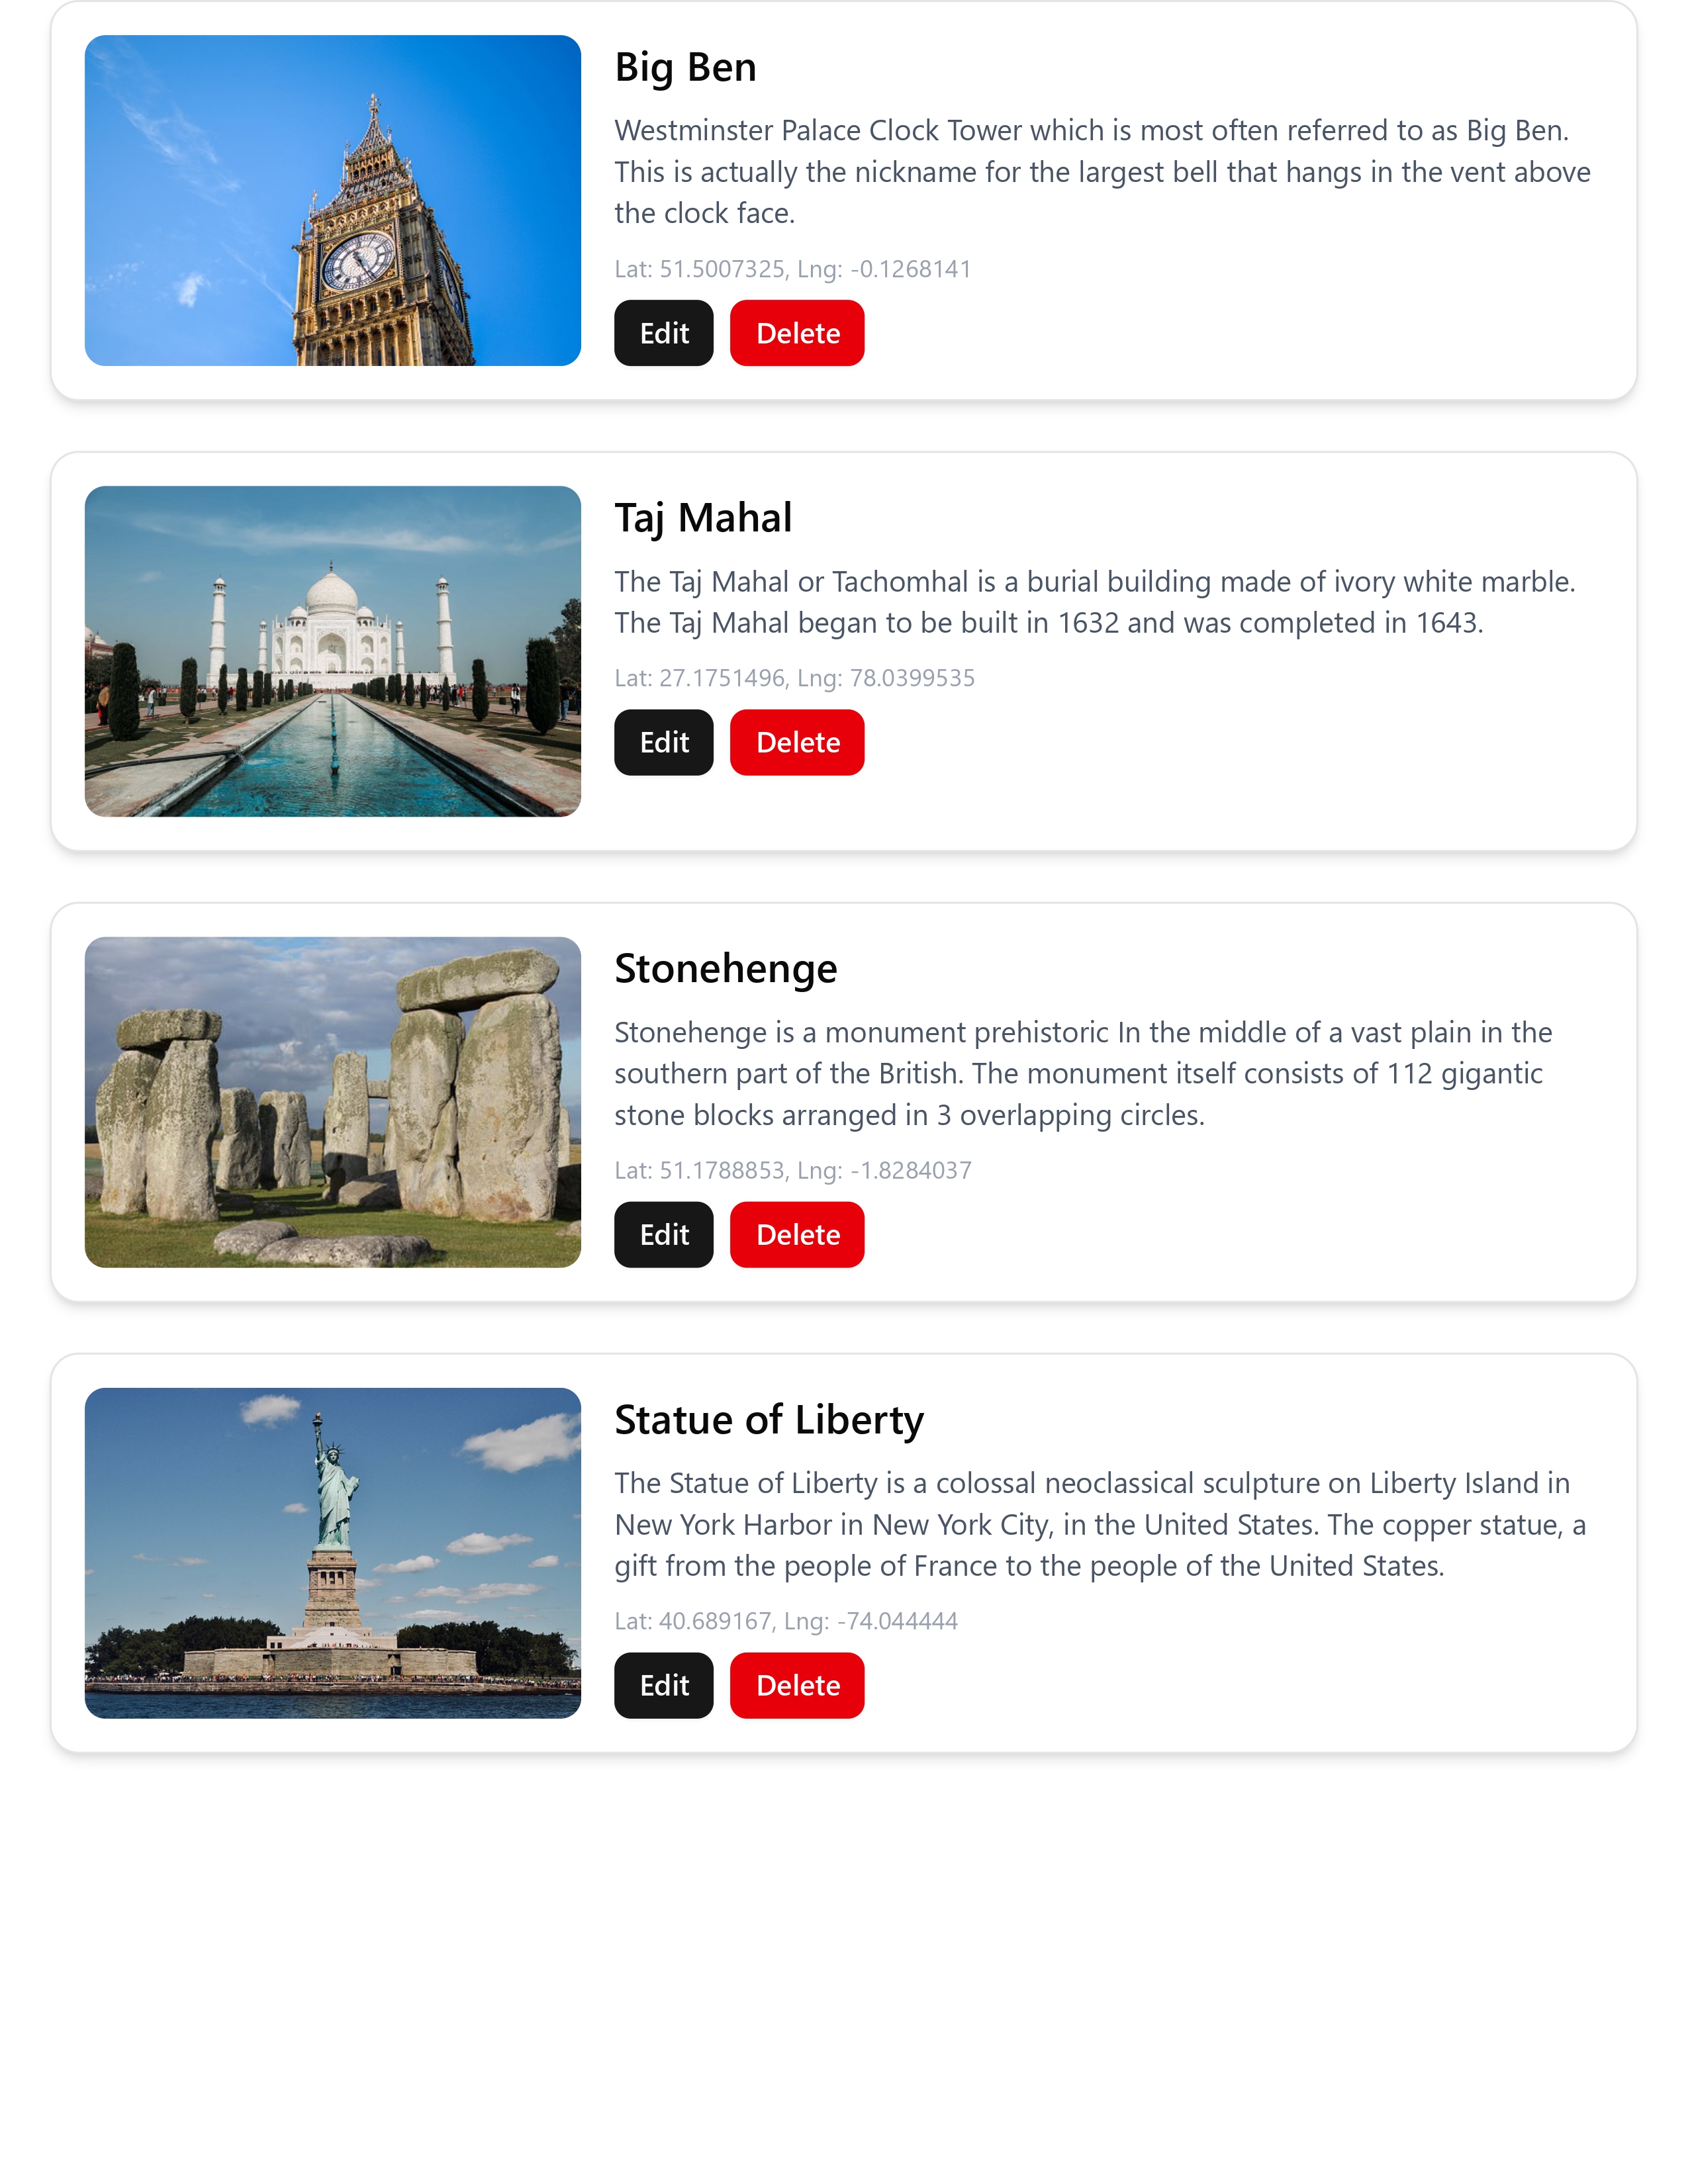 Big Ben
Westminster Palace Clock Tower which is most often referred to as Big Ben.
This is actually the nickname for the largest bell that hangs in the vent above
the clock face.
Lat: 51.5007325, Lng: -0.1268141
Edit Delete
Taj Mahal
The Taj Mahal or Tachomhal is a burial building made of ivory white marble.
The Taj Mahal began to be built in 1632 and was completed in 1643.
Lat: 27.1751496, Lng: 78.0399535
Edit Delete
Stonehenge
Stonehenge is a monument prehistoric In the middle of a vast plain in the
southern part of the British. The monument itself consists of 112 gigantic
stone blocks arranged in 3 overlapping circles.
Lat: 51.1788853, Lng: -1.8284037
Edit Delete
Statue of Liberty
The Statue of Liberty is a colossal neoclassical sculpture on Liberty Island in
New York Harbor in New York City, in the United States. The copper statue, a
gift from the people of France to the people of the United States.
Lat: 40.689167, Lng: -74.044444
Edit Delete